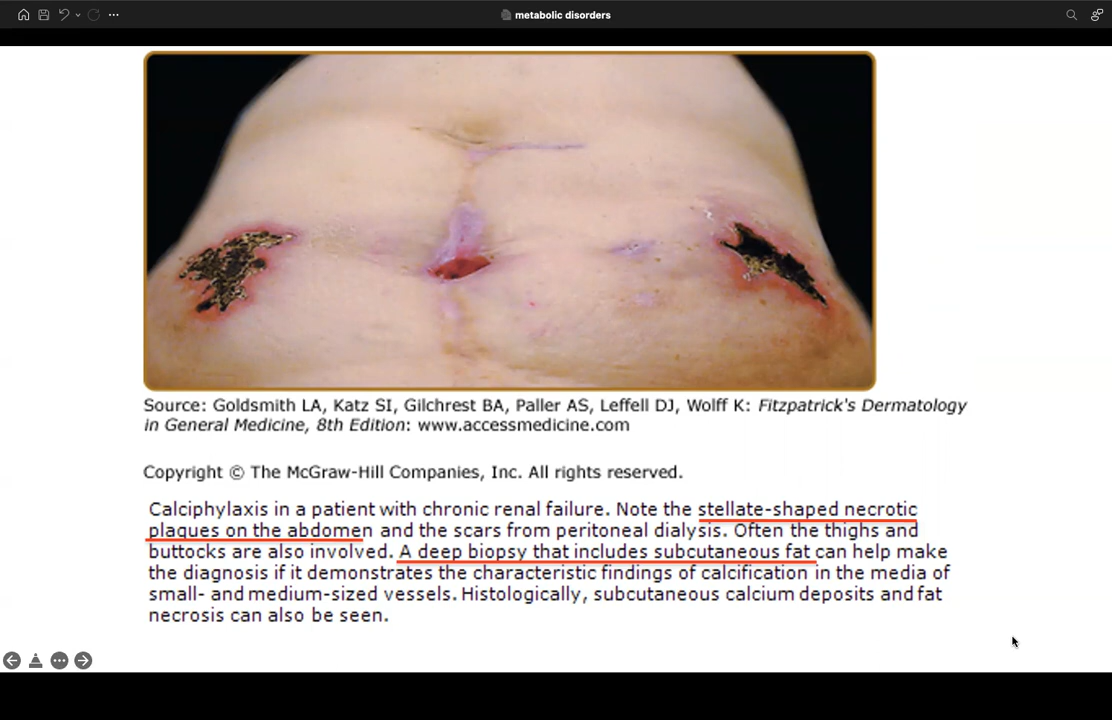 metabolic disorders
Source: Goldsmith LA, Katz SI, Gilchrest BA, Paller AS, Leffell DJ, Wolff K: Fitzpatrick's Dermatology
in General Medicine, 8th Edition: www.accessmedicine.com
Copyright © The McGraw-Hill Companies, Inc. All rights reserved.
Calciphylaxis in a patient with chronic renal failure. Note the stellate-shaped necrotic
plaques on the abdomen and the scars from peritoneal dialysis. Often the thighs and
buttocks are also involved. A deep biopsy that includes subcutaneous fat can help make
the diagnosis if it demonstrates the characteristic findings of calcification in the media of
small- and medium-sized vessels. Histologically, subcutaneous calcium deposits and fat
necrosis can also be seen.